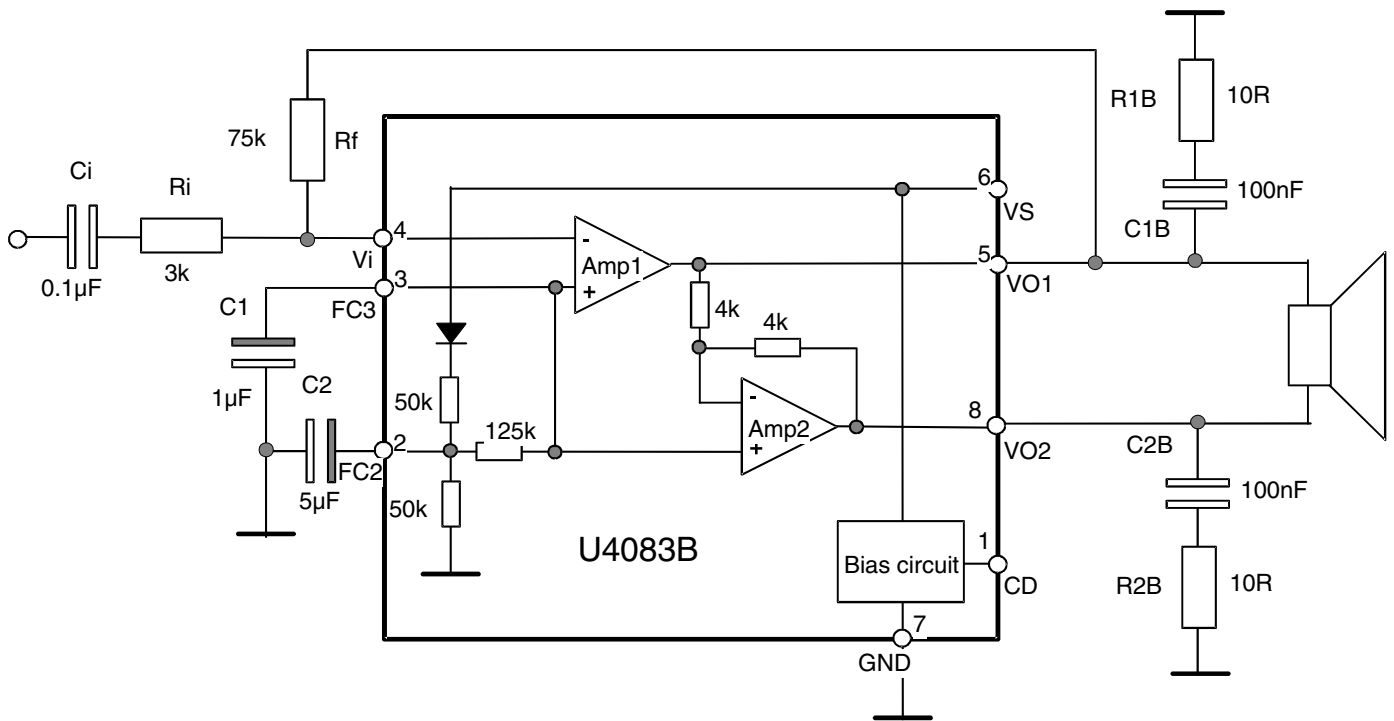 R1B
10R
75k
Rf
Ci
Ri
6
VS
100nF
C1B
4
Vi
-
Amp1
+
5
VO1
0.1µF
3k
3
FC3
C1
4k
4k
1µF
C2
50k
125k
-
Amp2
+
8
VO2
C2B
2
FC2
5µF
50k
100nF
U4083B
Bias circuit
1
CD
R2B
10R
7
GND